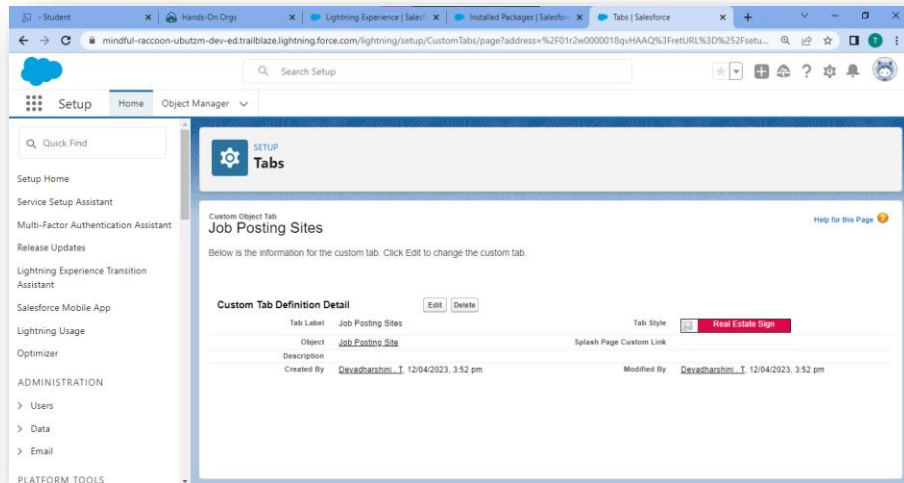 - Student
Hands-On Orgs
Lightning Experience | Salesf
Installed Packages | Salesforc
Tabs | Salesforce
mindful-raccoon-ubutzm-dev-ed.trailblaze.lightning.force.com/lightning/setup/CustomTabs/page?address=%2F01r2w0000018qvHAAQ%3FretURL%3D%252Fsetu...
T
Search Setup
Setup
Home
Object Manager
Quick Find
Setup Home
Service Setup Assistant
Multi-Factor Authentication Assistant
Release Updates
Lightning Experience Transition
Assistant
Salesforce Mobile App
Lightning Usage
Optimizer
ADMINISTRATION
> Users
> Data
> Email
PLATFORM TOOLS
SETUP
Tabs
Custom Object Tab
Job Posting Sites
Help for this Page
Below is the information for the custom tab. Click Edit to change the custom tab.
Custom Tab Definition Detail
Edit Delete
Tab Label Job Posting Sites
Tab Style Real Estate Sign
Object Job Posting Site
Splash Page Custom Link
Description
Created By Devadharshini . T, 12/04/2023, 3:52 pm
Modified By Devadharshini . T, 12/04/2023, 3:52 pm